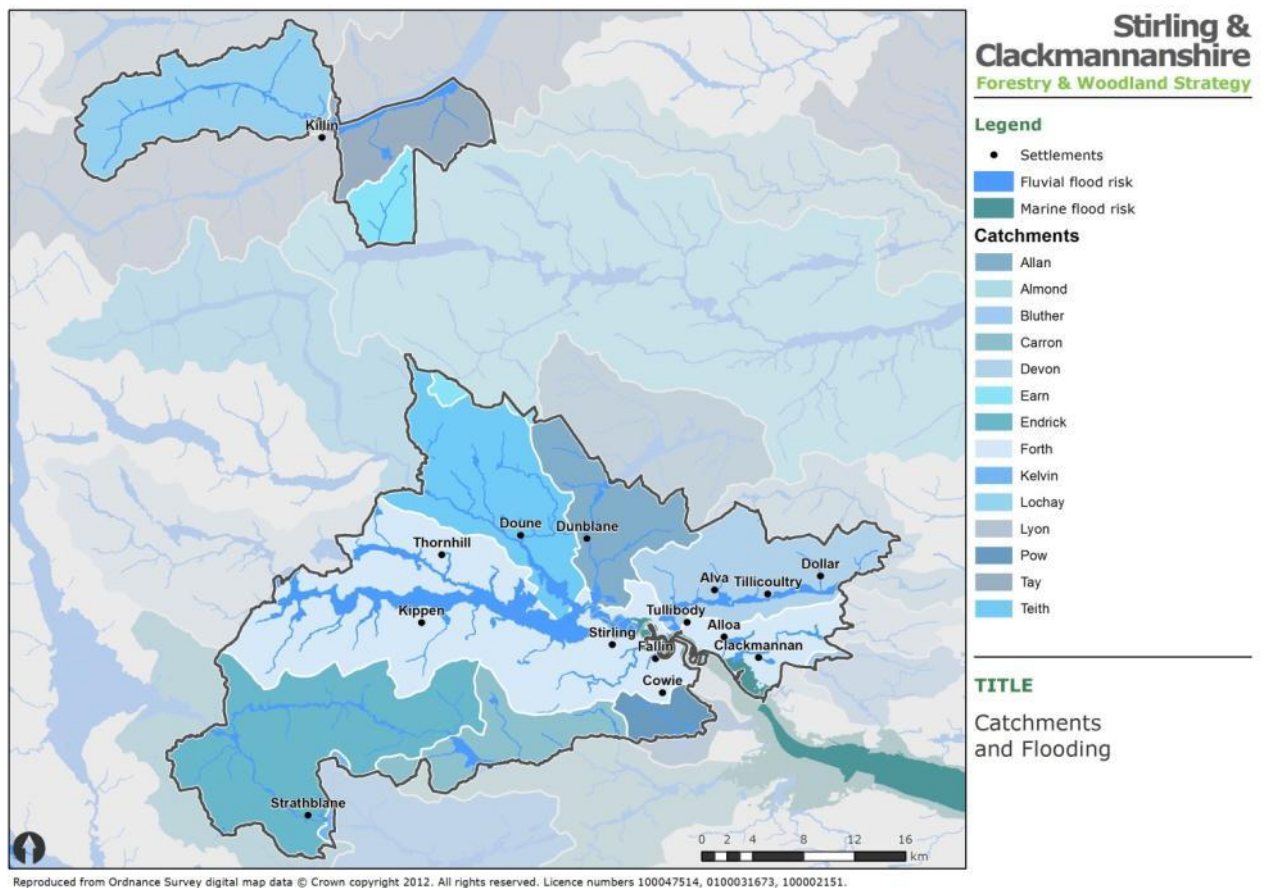 Stirling &
Clackmannanshire
Forestry & Woodland Strategy
Legend
Settlements
Fluvial flood risk
Marine flood risk
Catchments
Allan
Almond
Bluther
Carron
Devon
Earn
Endrick
Forth
Kelvin
Lochay
Lyon
Pow
Tay
Teith
TITLE
Catchments
and Flooding
Killin
Doune
Dunblane
Thornhill
Dollar
Alva
Tillicoultry
Kippen
Tullibody
Stirling
Alloa
Fallin
Clackmannan
Cowie
Strathblane
0 2 4 8 12 16
km
Reproduced from Ordnance Survey digital map data © Crown copyright 2012. All rights reserved. Licence numbers 100047514, 0100031673, 100002151.